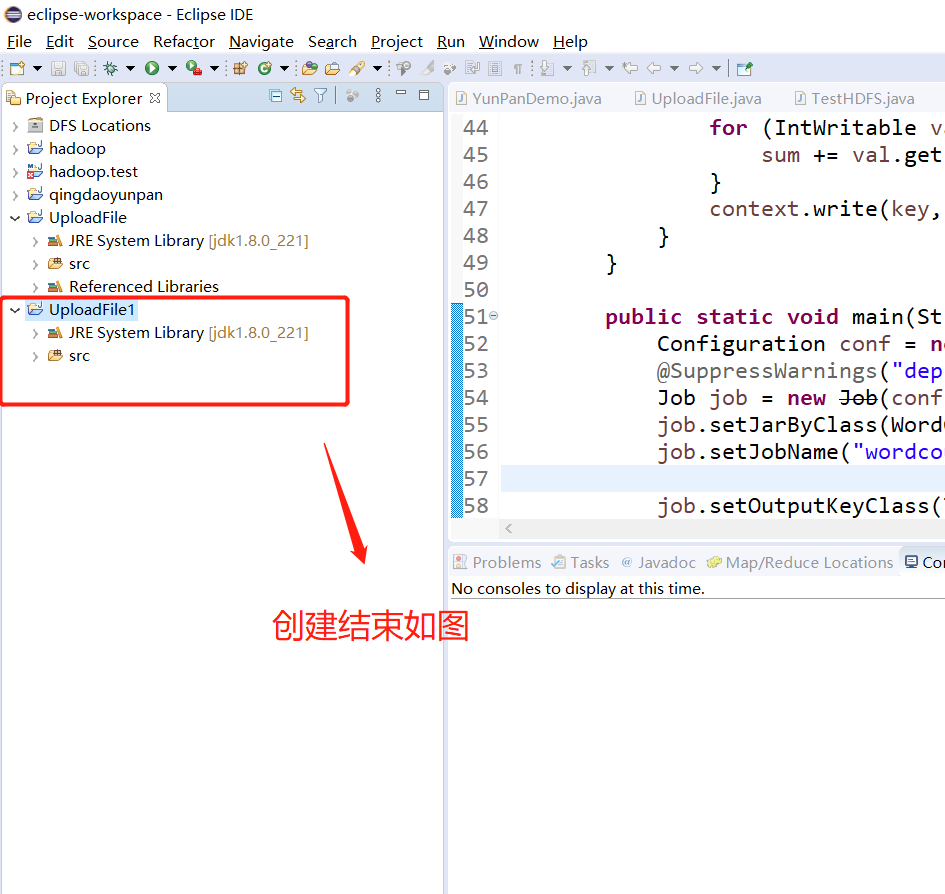 eclipse-workspace - Eclipse IDE
File Edit Source Refactor Navigate Search Project Run Window Help
Project Explorer
DFS Locations
hadoop
hadoop.test
qingdaoyunpan
UploadFile
JRE System Library [jdk1.8.0_221]
src
Referenced Libraries
UploadFile1
JRE System Library [jdk1.8.0_221]
src
创建结束如图
YunPanDemo.java UploadFile.java TestHDFS.java
44 for (IntWritable va
45 sum += val.get
46 }
47 context.write(key,
48 }
49 }
50
51 public static void main(St
52 Configuration conf = ne
53 @SuppressWarnings("dep
54 Job job = new Job(conf
55 job.setJarByClass(Word
56 job.setJobName("wordco
57
58 job.setOutputKeyClass(
Problems Tasks @ Javadoc Map/Reduce Locations Con
No consoles to display at this time.